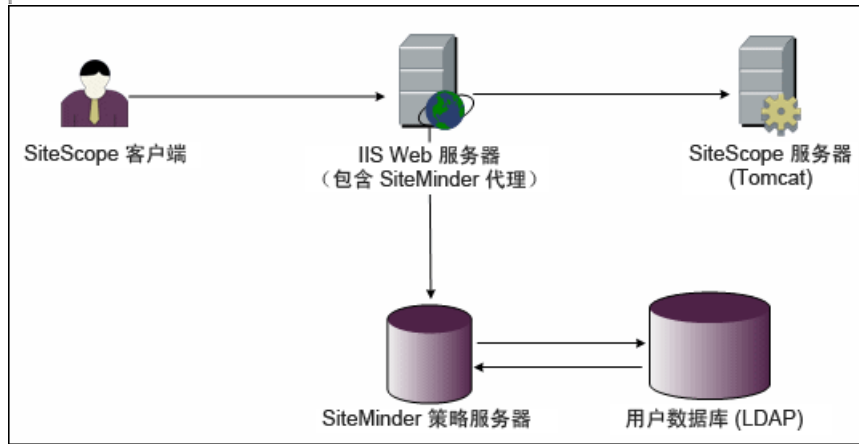 SiteScope 客户端
IIS Web 服务器
（包含 SiteMinder 代理）
SiteScope 服务器
(Tomcat)
SiteMinder 策略服务器
用户数据库 (LDAP)